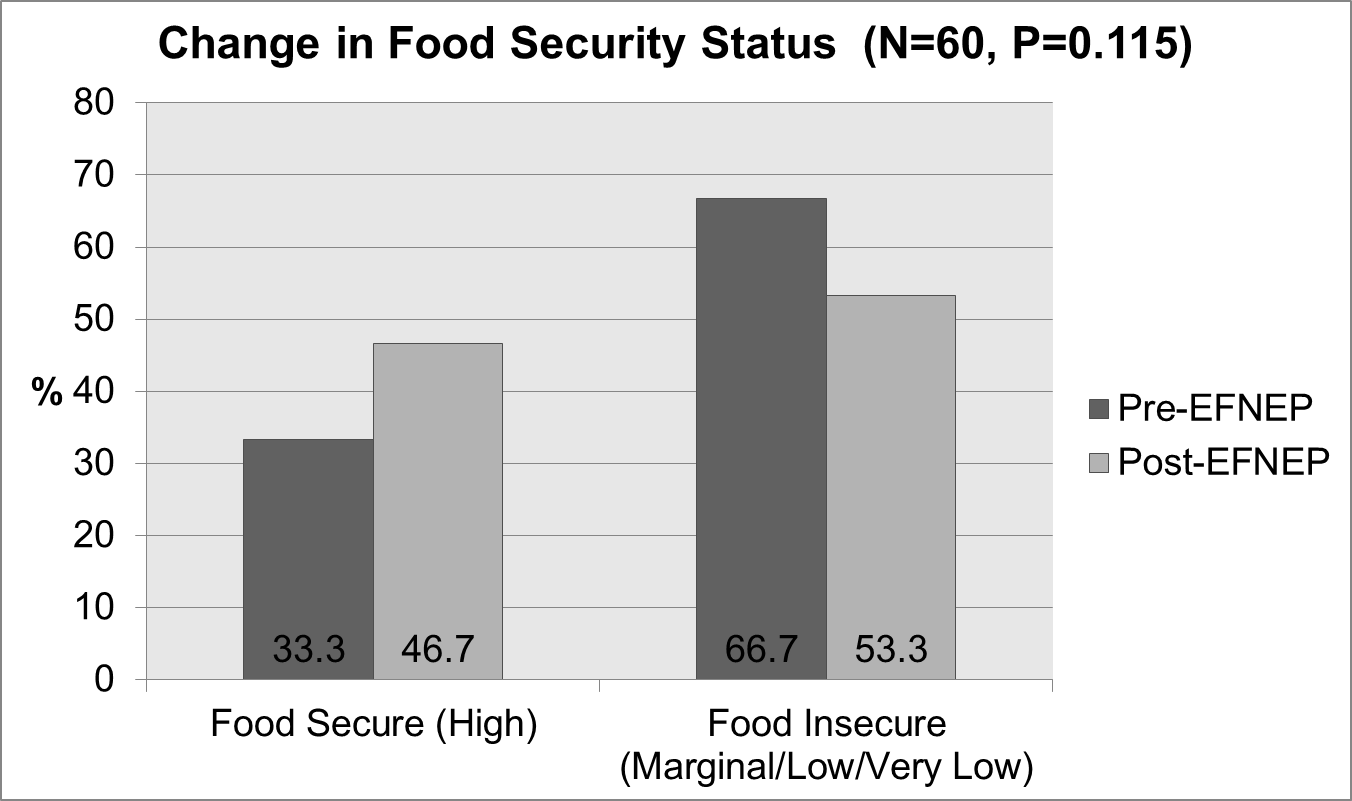 Change in Food Security Status (N=60, P=0.115)
80
70
60
50
% 40
30
20
10
0
33.3
46.7
66.7
53.3
Food Secure (High)
Food Insecure
(Marginal/Low/Very Low)
Pre-EFNEP
Post-EFNEP